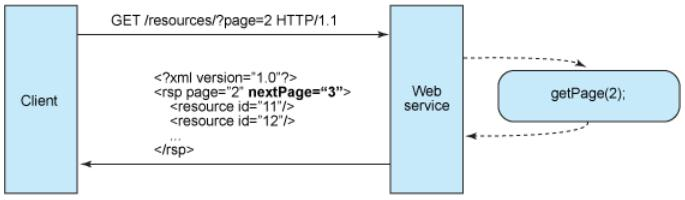 GET /resources/?page=2 HTTP/1.1
Client
<?xml version="1.0"?>
<rsp page="2" nextPage=“3”>
<resource id="11"/>
<resource id="12"/>
...
</rsp>
Web
service
getPage(2);